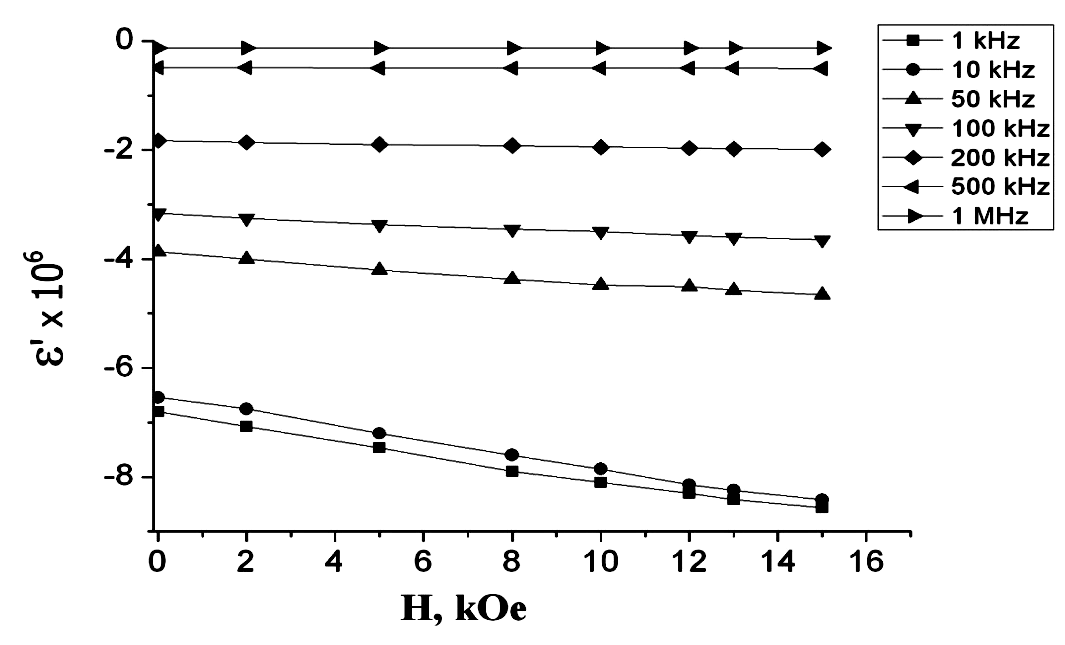 0
-2
-4
-6
-8
ε' x 10⁶
0 2 4 6 8 10 12 14 16
H, kOe
1 kHz
10 kHz
50 kHz
100 kHz
200 kHz
500 kHz
1 MHz